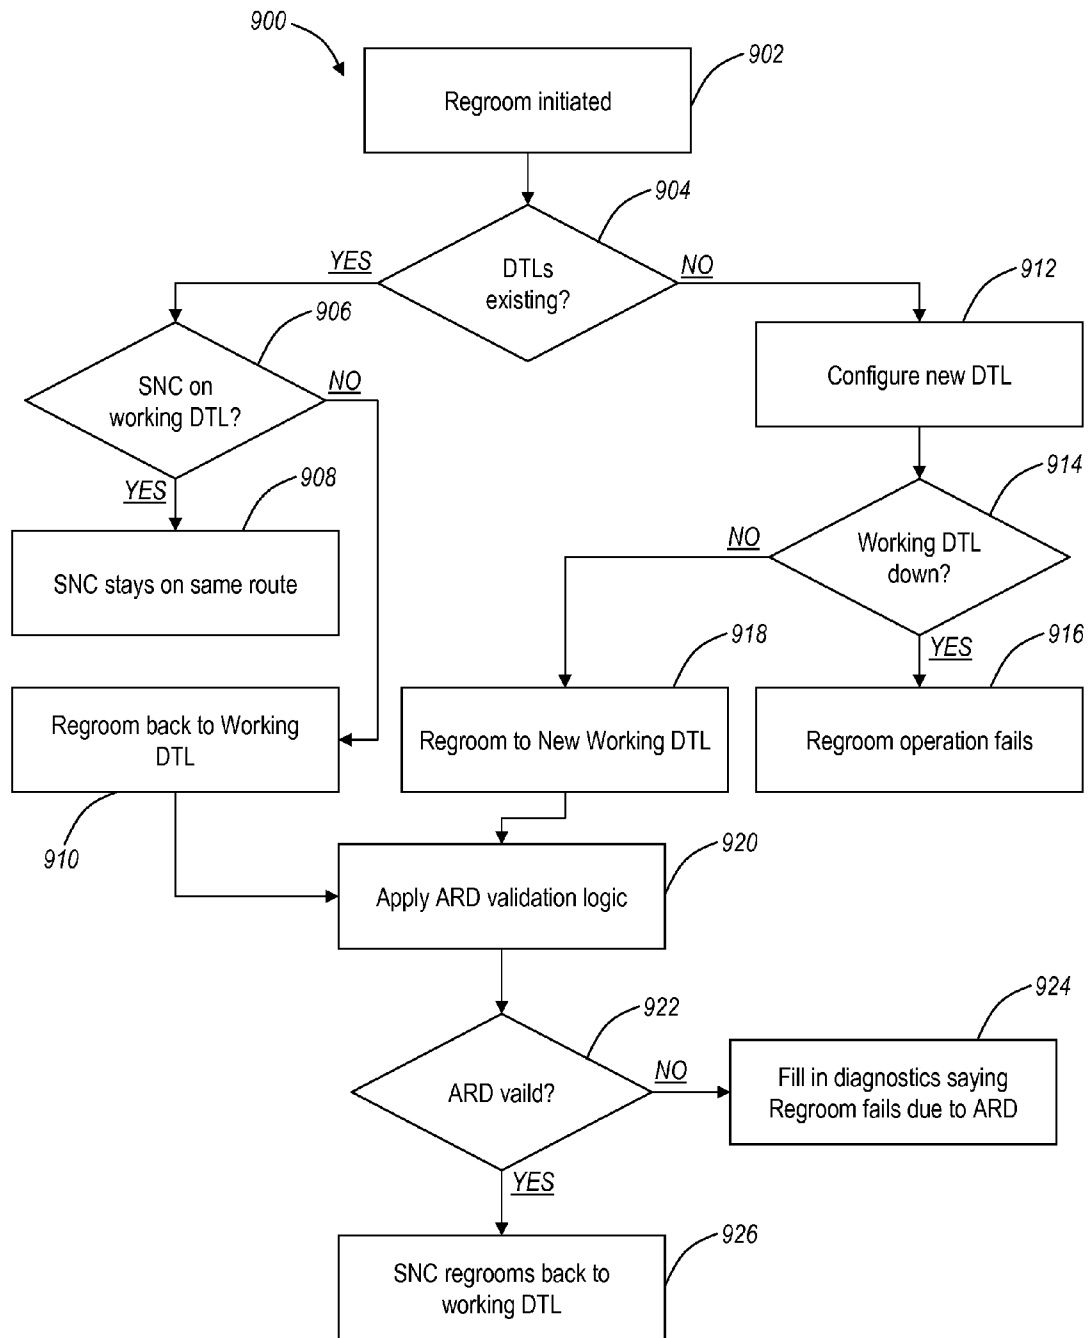 900
902
Regroom initiated
904
YES
DTLs
existing?
NO
912
906
SNC on
working DTL?
NO
Configure new DTL
YES
908
914
NO
Working DTL
down?
SNC stays on same route
918
YES
916
Regroom back to Working
DTL
Regroom to New Working DTL
Regroom operation fails
910
920
Apply ARD validation logic
922
924
ARD vaild?
NO
Fill in diagnostics saying
Regroom fails due to ARD
YES
926
SNC regrooms back to
working DTL